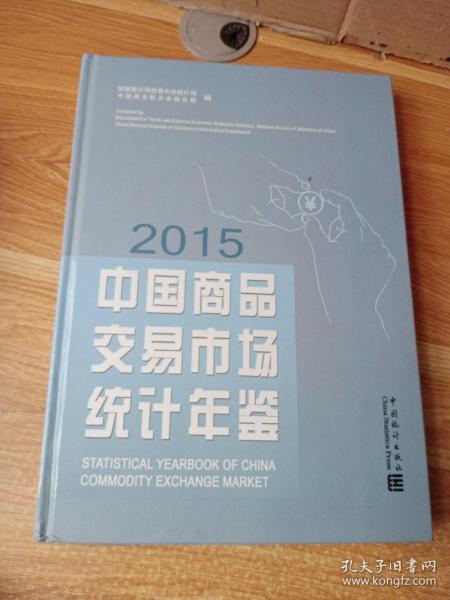 国家统计局贸易外经统计司
中国商业联合会信息部 编
Compiled by
Department of Trade and External Economic Relations Statistics, National Bureau of Statistics of China
China General Chamber of Commerce Information Department
¥
2015
中国商品
交易市场
统计年鉴
STATISTICAL YEARBOOK OF CHINA
COMMODITY EXCHANGE MARKET
中国统计出版社
China Statistics Press
孔夫子旧书网
www.kongfz.com